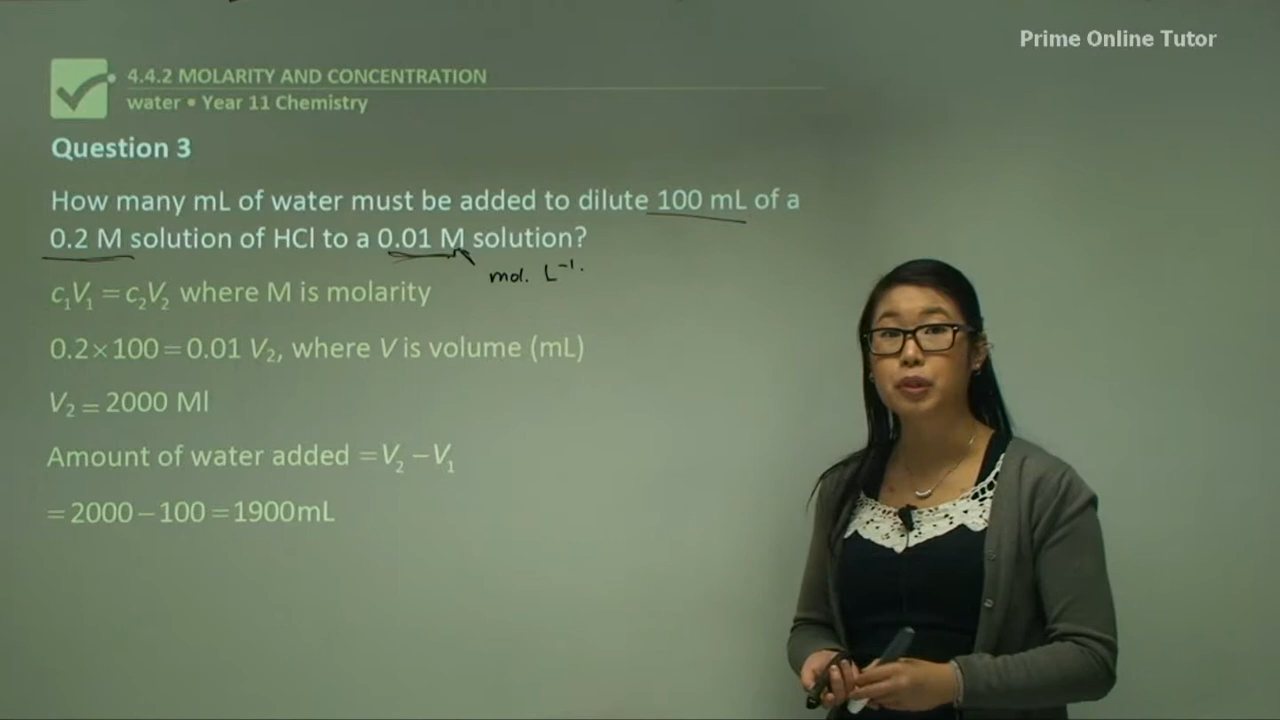 Prime Online Tutor
4.4.2 MOLARITY AND CONCENTRATION
water • Year 11 Chemistry
Question 3
How many mL of water must be added to dilute 100 mL of a
0.2 M solution of HCl to a 0.01 M solution?
mol. L⁻¹.
c₁V₁ = c₂V₂ where M is molarity
0.2 × 100 = 0.01 V₂, where V is volume (mL)
V₂ = 2000 Ml
Amount of water added = V₂ – V₁
= 2000 – 100 = 1900mL